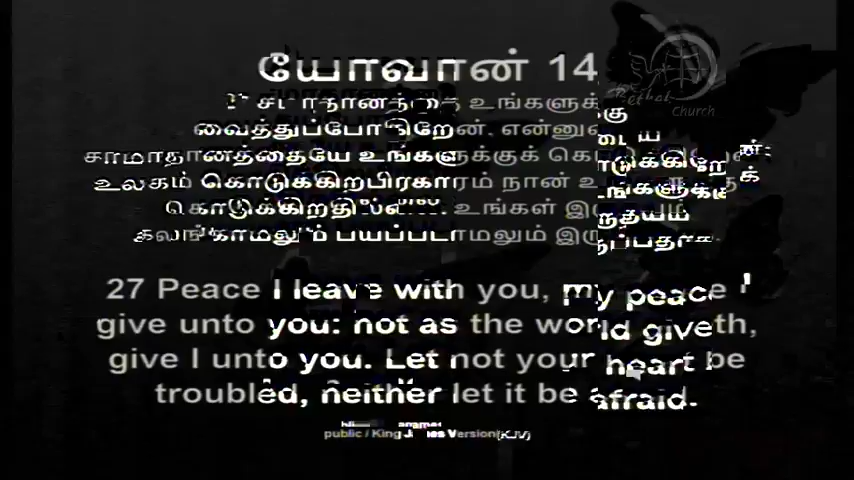 யோவான் 14
உங்களுக்கு
என்னுடைய
சாமாதானத்தையே உங்களுக்குக் கொடுக்கிறேன்:
உலகம் கொடுக்கிறபிரகாரம் நான் உங்களுக்குக்
உங்கள் இருதயம்
கலங்காமலும் பயப்படாமலும் இருப்பதாக.
27 Peace I leave with you, my peace I
give unto you: not as the world giveth,
give I unto you. Let not your heart be
troubled, neither let it be afraid.
public / King James Version(KJV)
Bethel
Church